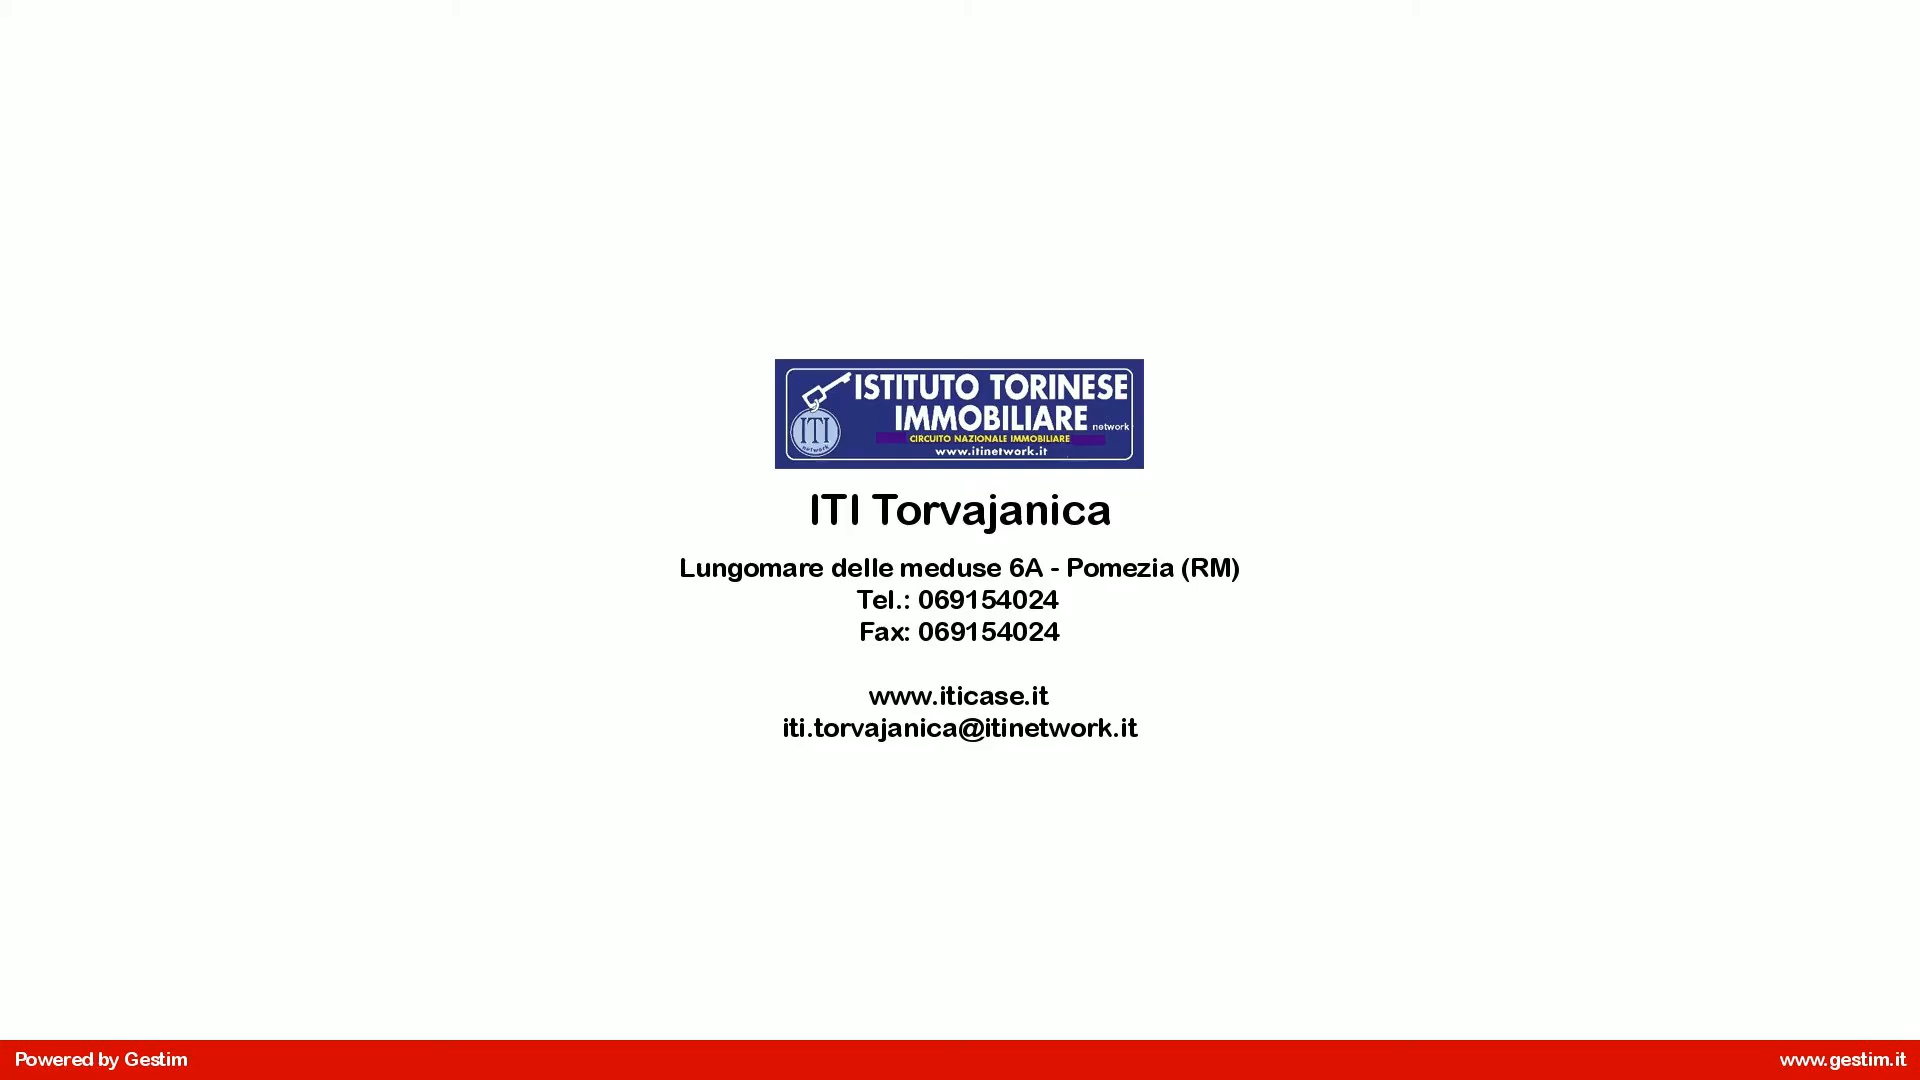 ISTITUTO TORINESE
IMMOBILIARE network
ITI
network
CIRCUITO NAZIONALE IMMOBILIARE
www.itinetwork.it
ITI Torvajanica
Lungomare delle meduse 6A - Pomezia (RM)
Tel.: 069154024
Fax: 069154024
www.iticase.it
iti.torvajanica@itinetwork.it
Powered by Gestim
www.gestim.it